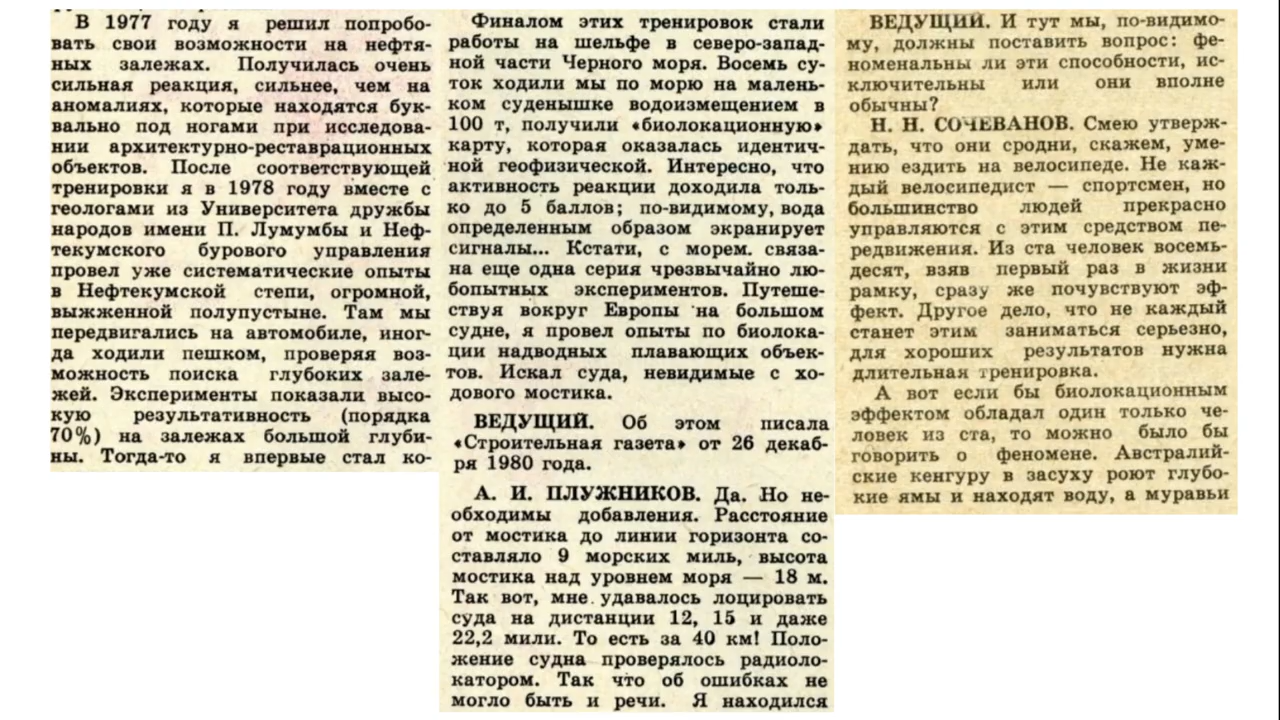 В 1977 году я решил попробо-
вать свои возможности на нефтя-
ных залежах. Получилась очень
сильная реакция, сильнее, чем на
аномалиях, которые находятся бук-
вально под ногами при исследова-
нии архитектурно-реставрационных
объектов. После соответствующей
тренировки я в 1978 году вместе с
геологами из Университета дружбы
народов имени П. Лумумбы и Неф-
текумского бурового управления
провел уже систематические опыты
в Нефтекумской степи, огромной,
выжженной полупустыне. Там мы
передвигались на автомобиле, иног-
да ходили пешком, проверяя воз-
можность поиска глубоких зале-
жей. Эксперименты показали высо-
кую результативность (порядка
70%) на залежах большой глуби-
ны. Тогда-то я впервые стал ко-
Финалом этих тренировок стали
работы на шельфе в северо-запад-
ной части Черного моря. Восемь су-
ток ходили мы по морю на малень-
ком суденышке водоизмещением в
100 т, получили «биолокационную»
карту, которая оказалась идентич-
ной геофизической. Интересно, что
активность реакции доходила толь-
ко до 5 баллов; по-видимому, вода
определенным образом экранирует
сигналы... Кстати, с морем. связа-
на еще одна серия чрезвычайно лю-
бопытных экспериментов. Путеше-
ствуя вокруг Европы на большом
судне, я провел опыты по биолока-
ции надводных плавающих объек-
тов. Искал суда, невидимые с хо-
дового мостика.
ВЕДУЩИЙ. Об этом писала
«Строительная газета» от 26 декаб-
ря 1980 года.
А. И. ПЛУЖНИКОВ. Да. Но не-
обходимы добавления. Расстояние
от мостика до линии горизонта со-
ставляло 9 морских миль, высота
мостика над уровнем моря — 18 м.
Так вот, мне удавалось лоцировать
суда на дистанции 12, 15 и даже
22,2 мили. То есть за 40 км! Поло-
жение судна проверялось радиоло-
катором. Так что об ошибках не
могло быть и речи. Я находился
ВЕДУЩИЙ. И тут мы, по-видимо-
му, должны поставить вопрос: фе-
номенальны ли эти способности, ис-
ключительны или они вполне
обычны?
Н. Н. СОЧЕВАНОВ. Смею утверж-
дать, что они сродни, скажем, уме-
нию ездить на велосипеде. Не каж-
дый велосипедист — спортсмен, но
большинство людей прекрасно
управляются с этим средством пе-
редвижения. Из ста человек восемь-
десят, взяв первый раз в жизни
рамку, сразу же почувствуют эф-
фект. Другое дело, что не каждый
станет этим заниматься серьезно,
для хороших результатов нужна
длительная тренировка.
А вот если бы биолокационным
эффектом обладал один только че-
ловек из ста, то можно было бы
говорить о феномене. Австралий-
ские кенгуру в засуху роют глубо-
кие ямы и находят воду, а муравьи